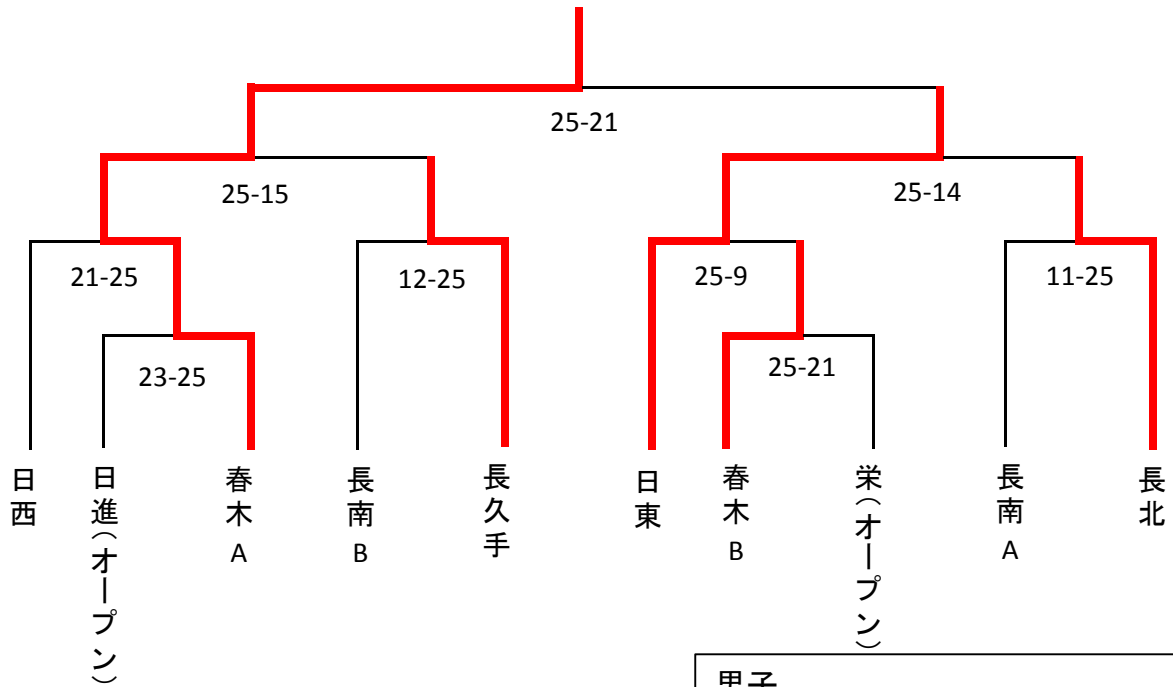 25-21
25-15
25-14
21-25
12-25
25-9
11-25
23-25
25-21
日西
日進(オープン)
春木A
長南B
長久手
日東
春木B
栄(オープン)
長南A
長北
男子